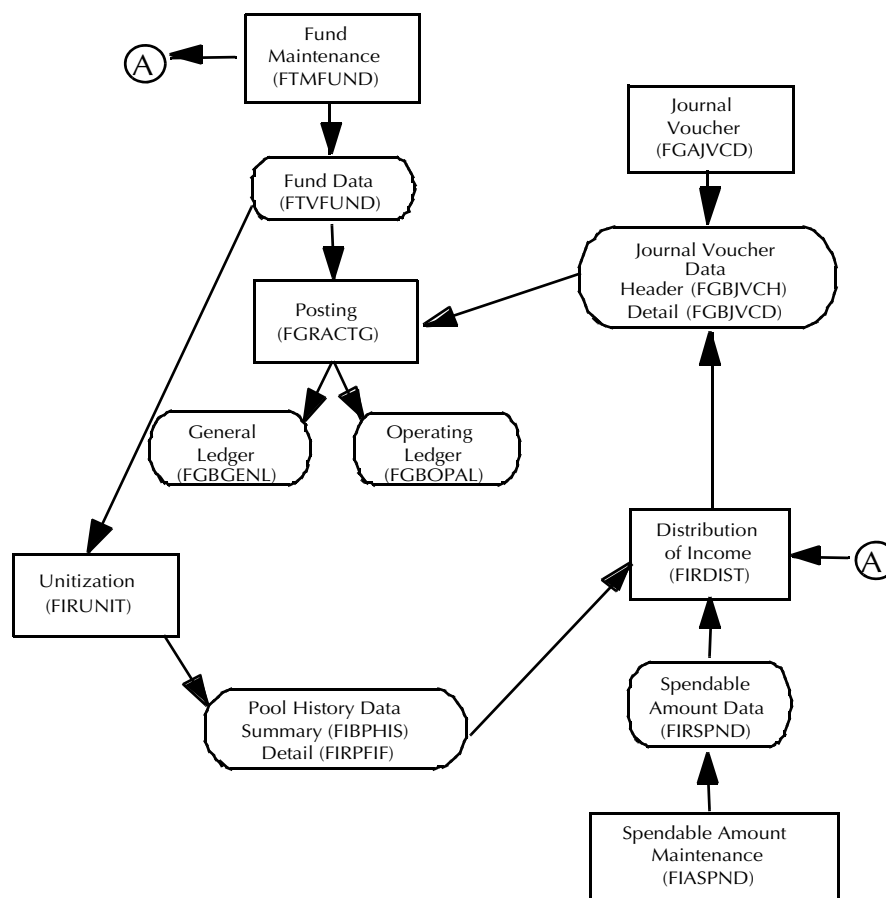 Fund
Maintenance
(FTMFUND)
A
Journal
Voucher
(FGAJVCD)
Fund Data
(FTVFUND)
Journal Voucher
Data
Header (FGBJVCH)
Detail (FGBJVCD)
Posting
(FGRACTG)
General
Ledger
(FGBGENL)
Operating
Ledger
(FGBOPAL)
Distribution
of Income
(FIRDIST)
A
Unitization
(FIRUNIT)
Spendable
Amount Data
(FIRSPND)
Pool History Data
Summary (FIBPHIS)
Detail (FIRPFIF)
Spendable Amount
Maintenance
(FIASPND)